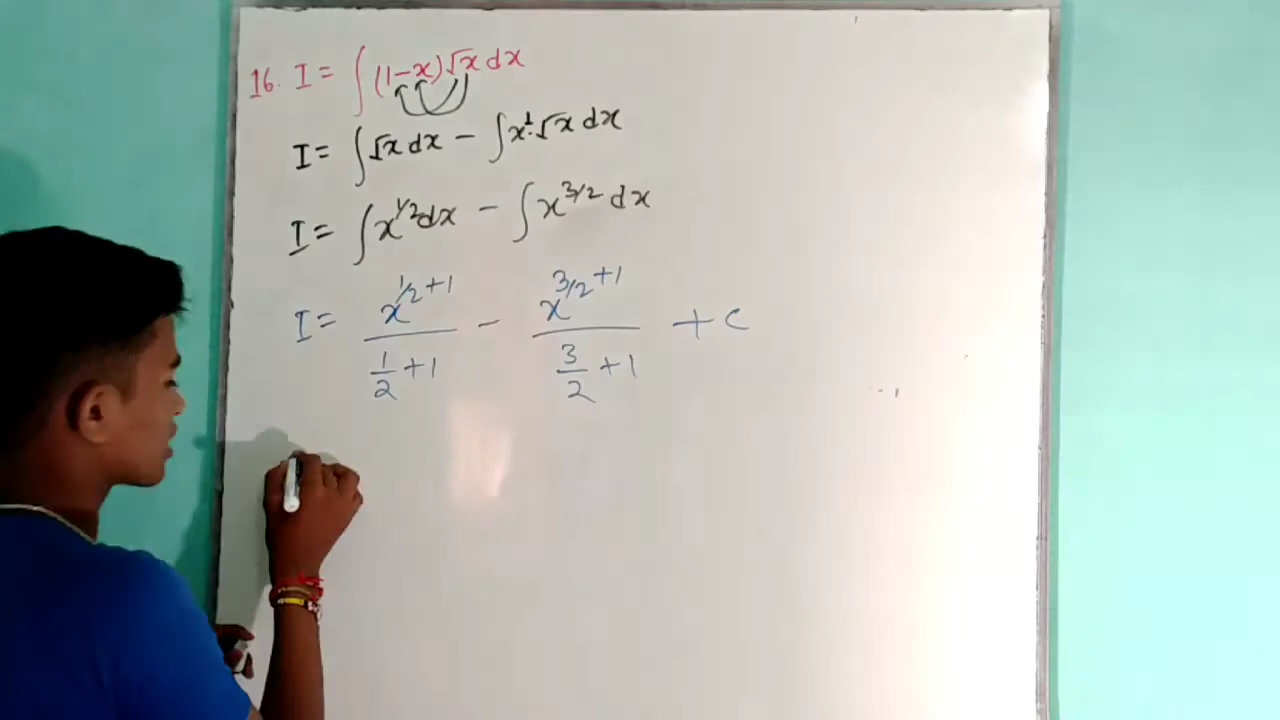 16. I = ∫(1-x)√x dx
I = ∫√x dx - ∫x¹·√x dx
I = ∫x^1/2 dx - ∫x^3/2 dx
I = x^1/2+1 / 1/2+1 - x^3/2+1 / 3/2+1 + c